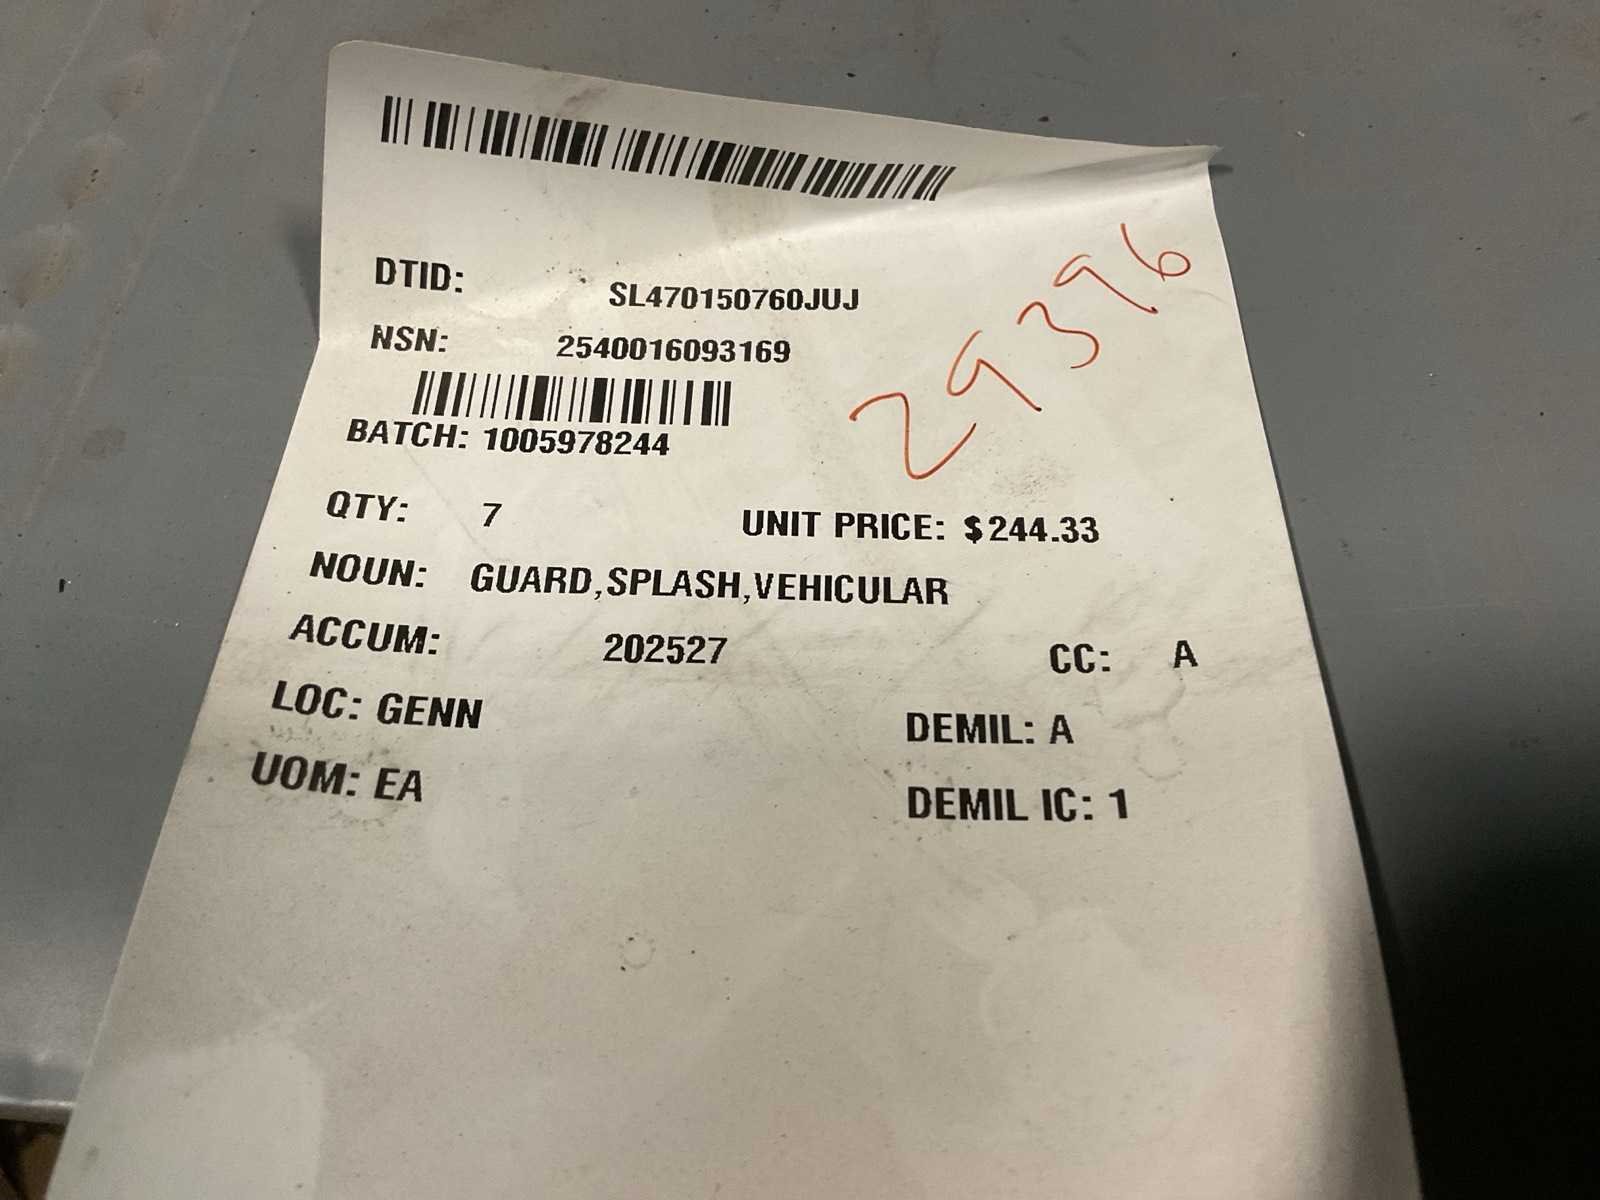 DTID: SL470150760JUJ
NSN: 2540016093169
29396
BATCH: 1005978244
QTY: 7 UNIT PRICE: $244.33
NOUN: GUARD,SPLASH,VEHICULAR
ACCUM: 202527 CC: A
LOC: GENN DEMIL: A
UOM: EA DEMIL IC: 1